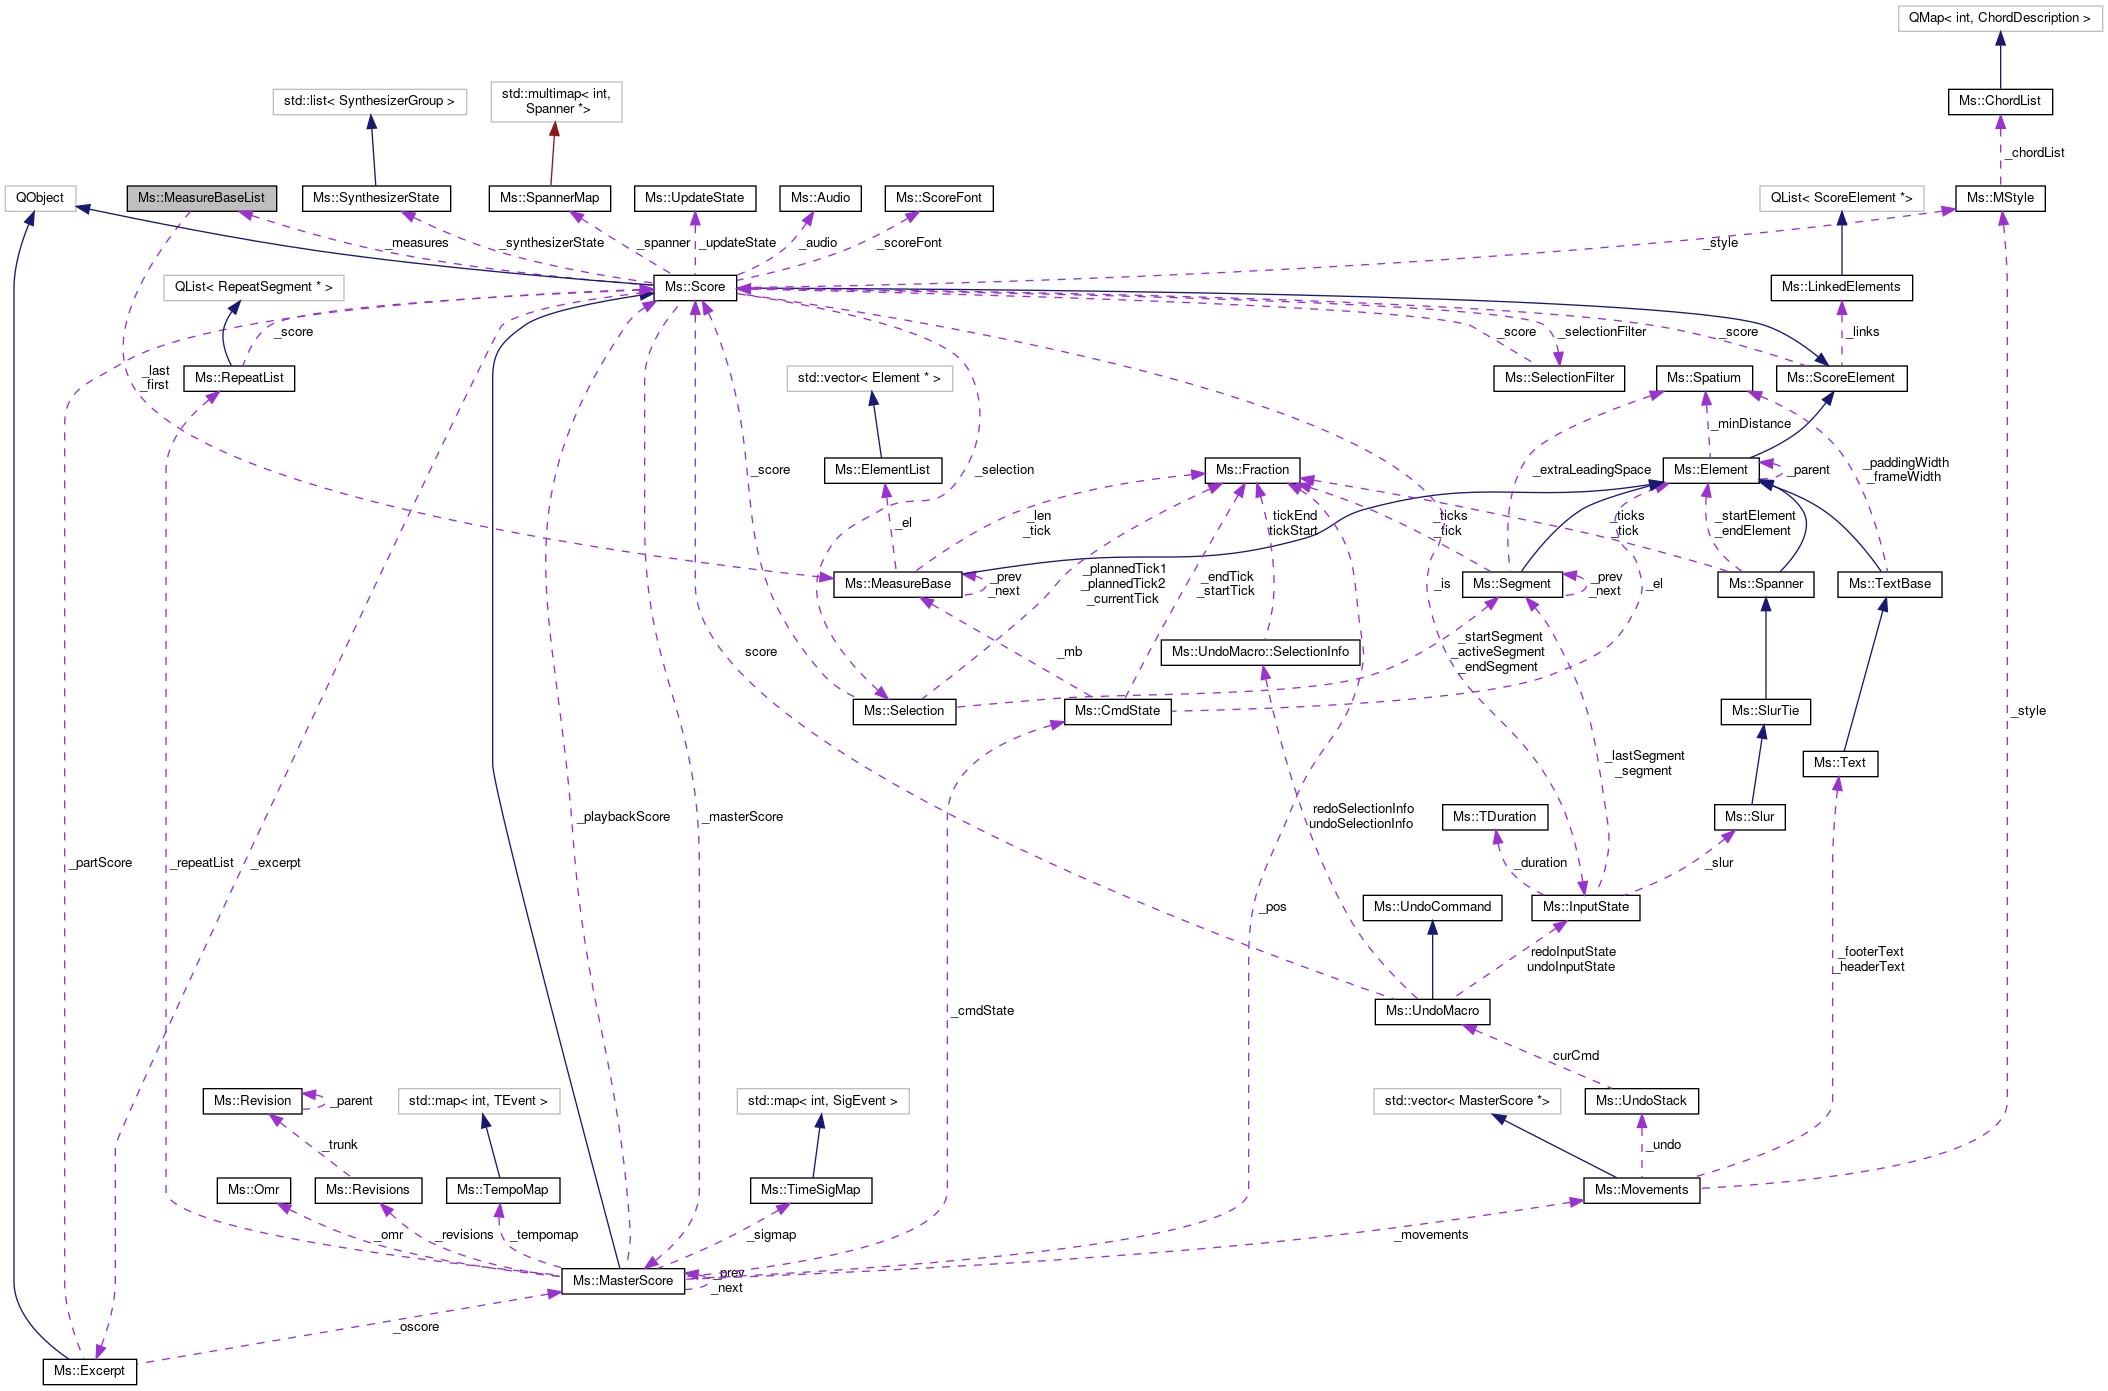 QMap< int, ChordDescription >
std::multimap< int,
Spanner *>
std::list< SynthesizerGroup >
Ms::ChordList
_chordList
QObject
Ms::MeasureBaseList
Ms::SynthesizerState
Ms::SpannerMap
Ms::UpdateState
Ms::Audio
Ms::ScoreFont
QList< ScoreElement *>
Ms::MStyle
_measures
_synthesizerState
_spanner
_updateState
_audio
_scoreFont
_style
QList< RepeatSegment * >
Ms::Score
Ms::LinkedElements
_score
_score
_selectionFilter
_score
_links
_last
_first
Ms::RepeatList
std::vector< Element * >
Ms::SelectionFilter
Ms::Spatium
Ms::ScoreElement
_minDistance
_score
Ms::ElementList
_selection
Ms::Fraction
_extraLeadingSpace
Ms::Element
_parent
_paddingWidth
_frameWidth
_el
_len
_tick
tickEnd
tickStart
_ticks
_tick
_ticks
_tick
_startElement
_endElement
Ms::MeasureBase
_prev
_next
_plannedTick1
_plannedTick2
_currentTick
_endTick
_startTick
_is
Ms::Segment
_prev
_next
_el
Ms::Spanner
Ms::TextBase
score
_mb
Ms::UndoMacro::SelectionInfo
_startSegment
_activeSegment
_endSegment
Ms::Selection
Ms::CmdState
Ms::SlurTie
_style
_lastSegment
_segment
Ms::Text
_playbackScore
_masterScore
redoSelectionInfo
undoSelectionInfo
Ms::TDuration
Ms::Slur
_partScore
_repeatList
_excerpt
_duration
_slur
_pos
Ms::UndoCommand
Ms::InputState
redoInputState
undoInputState
_footerText
_headerText
_cmdState
Ms::UndoMacro
curCmd
Ms::Revision
_parent
std::map< int, TEvent >
std::map< int, SigEvent >
std::vector< MasterScore *>
Ms::UndoStack
_trunk
_undo
Ms::Omr
Ms::Revisions
Ms::TempoMap
Ms::TimeSigMap
Ms::Movements
_omr
_revisions
_tempomap
_sigmap
_movements
Ms::MasterScore
_prev
_next
_oscore
Ms::Excerpt